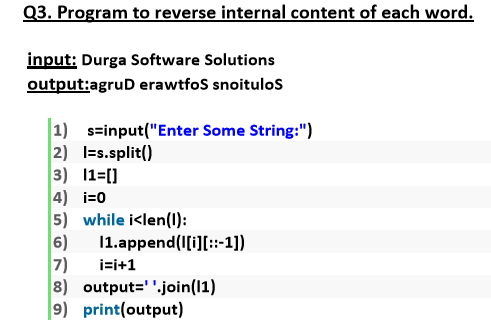 Q3. Program to reverse internal content of each word.
input: Durga Software Solutions
output:agruD erawtfoS snoituloS
1) s=input("Enter Some String:")
2) l=s.split()
3) l1=[]
4) i=0
5) while i<len(l):
6) l1.append(l[i][::-1])
7) i=i+1
8) output=' '.join(l1)
9) print(output)